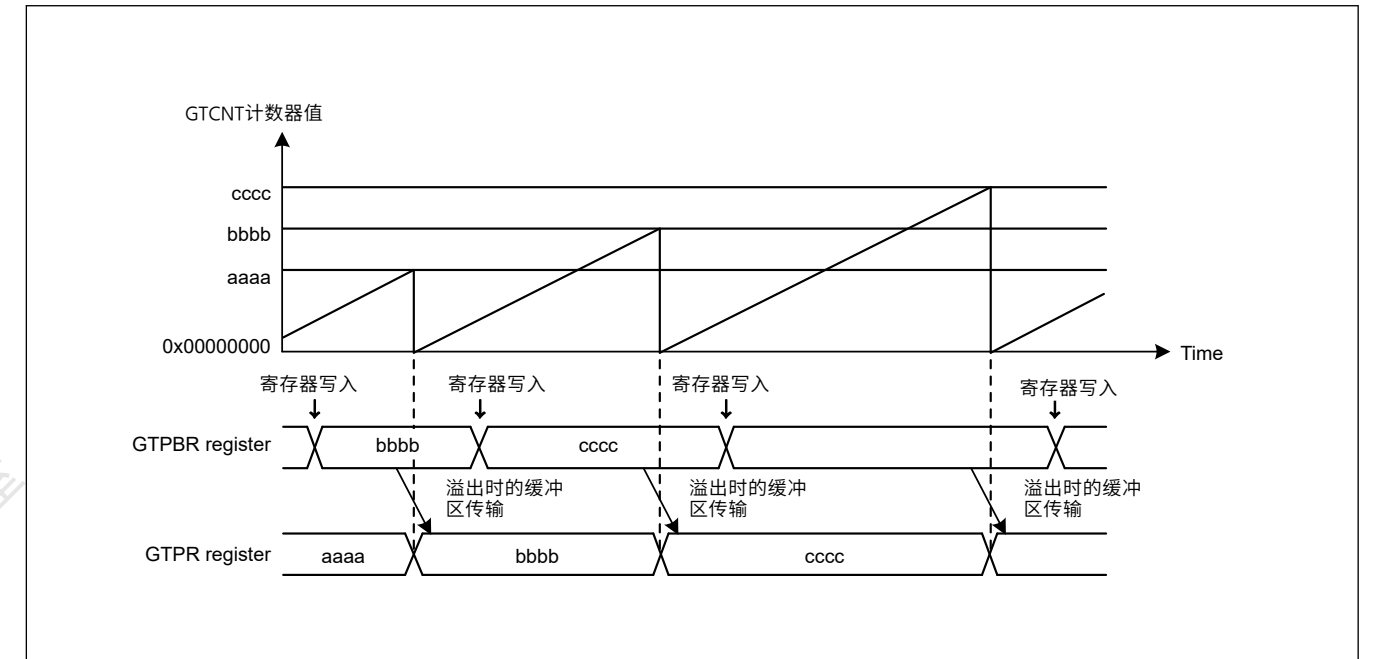 GTCNT计数器值
cccc
bbbb
aaaa
0x00000000
Time
寄存器写入
寄存器写入
寄存器写入
寄存器写入
GTPBR register
bbbb
cccc
溢出时的缓冲
区传输
溢出时的缓冲
区传输
溢出时的缓冲
区传输
GTPR register
aaaa
bbbb
cccc